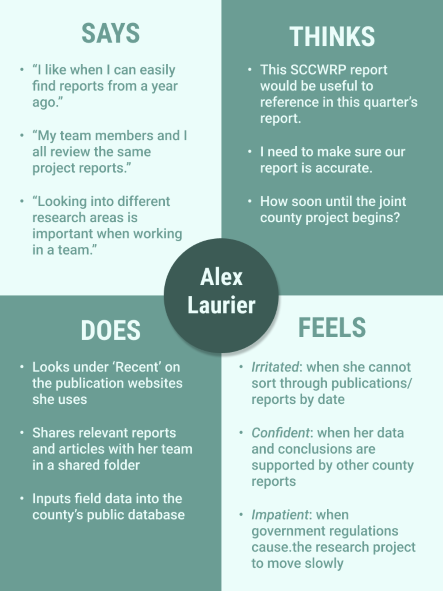 SAYS
• “I like when I can easily
find reports from a year
ago.”
• “My team members and I
all review the same
project reports.”
• “Looking into different
research areas is
important when working
in a team.”
THINKS
• This SCCWRP report
would be useful to
reference in this quarter’s
report.
• I need to make sure our
report is accurate.
• How soon until the joint
county project begins?
Alex
Laurier
DOES
• Looks under ‘Recent’ on
the publication websites
she uses
• Shares relevant reports
and articles with her team
in a shared folder
• Inputs field data into the
county’s public database
FEELS
• Irritated: when she cannot
sort through publications/
reports by date
• Confident: when her data
and conclusions are
supported by other county
reports
• Impatient: when
government regulations
cause.the research project
to move slowly